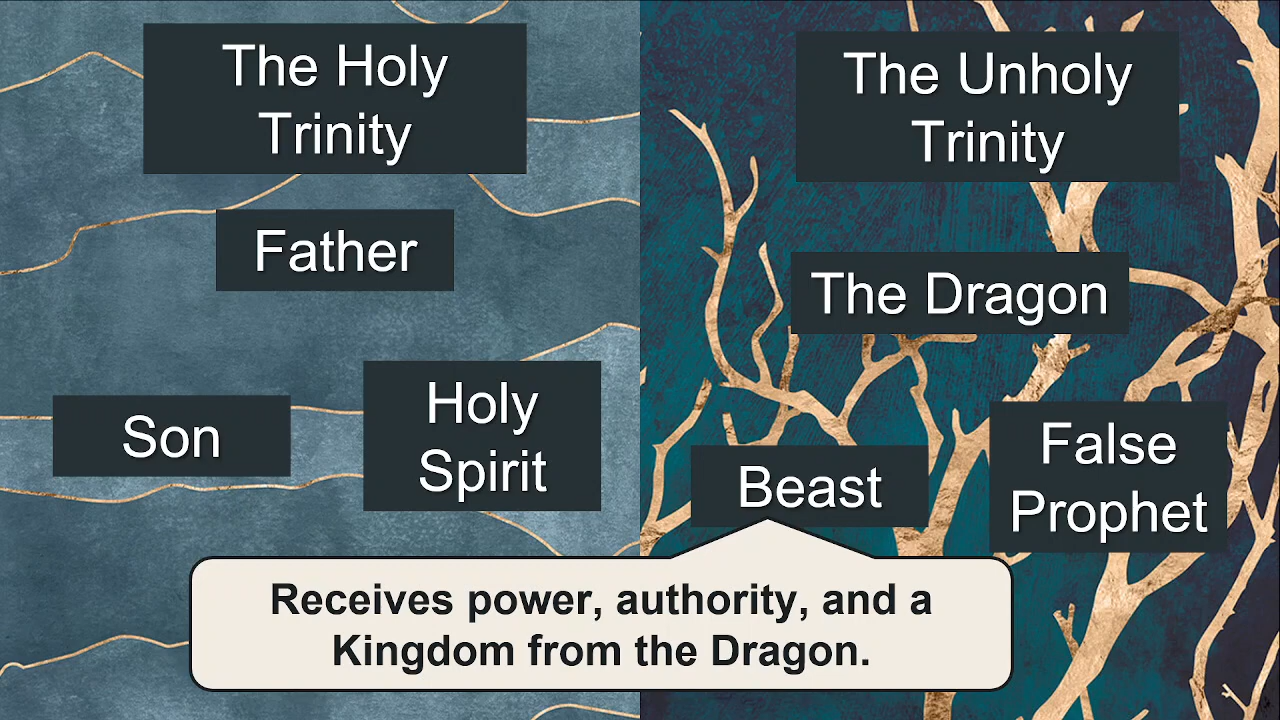 The Holy
Trinity
Father
Son
Holy
Spirit
The Unholy
Trinity
The Dragon
Beast
False
Prophet
Receives power, authority, and a
Kingdom from the Dragon.